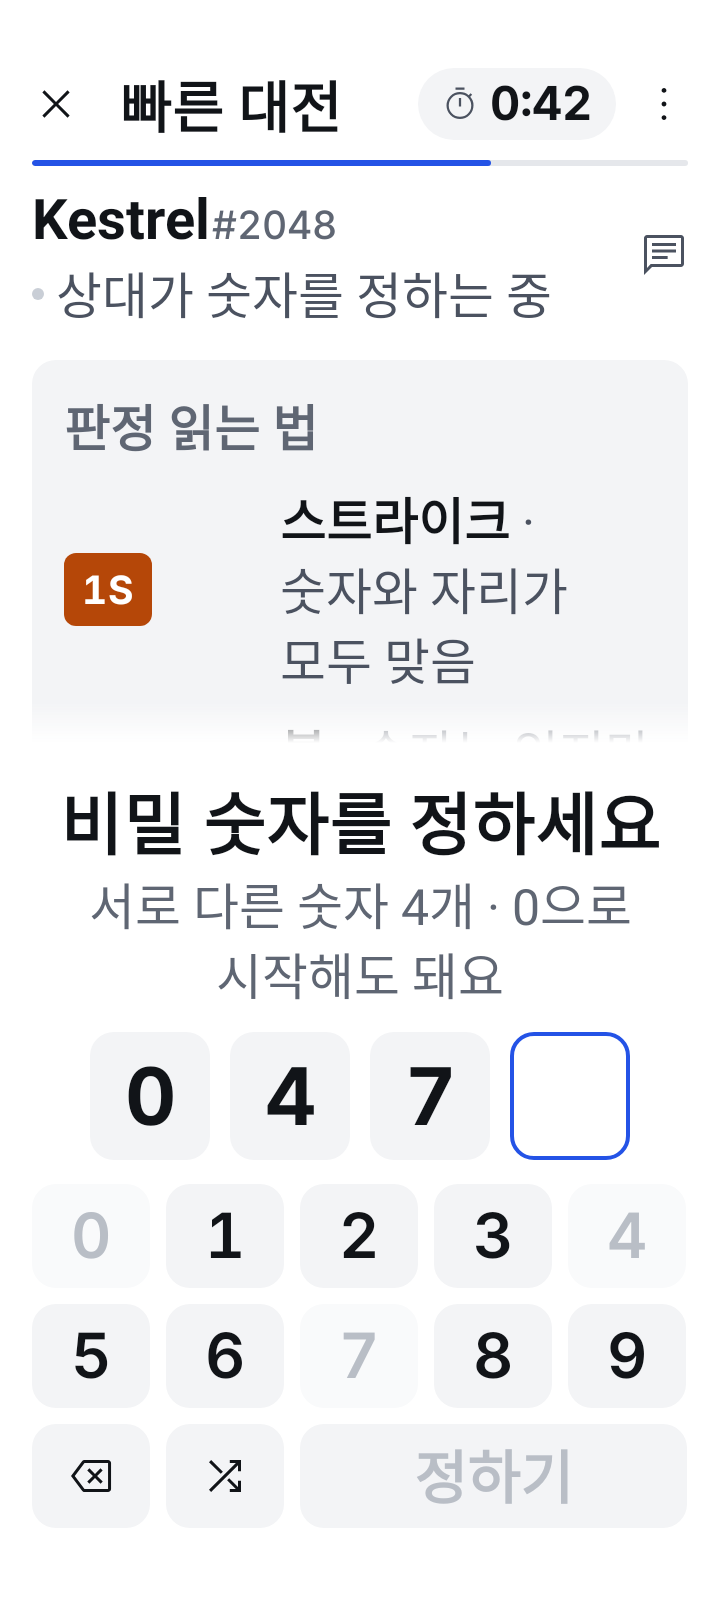 빠른 대전
0:42
Kestrel#2048
상대가 숫자를 정하는 중
판정 읽는 법
1S
스트라이크 ·
숫자와 자리가
모두 맞음
비밀 숫자를 정하세요
서로 다른 숫자 4개 · 0으로
시작해도 돼요
0 4 7
0 1 2 3 4
5 6 7 8 9
정하기